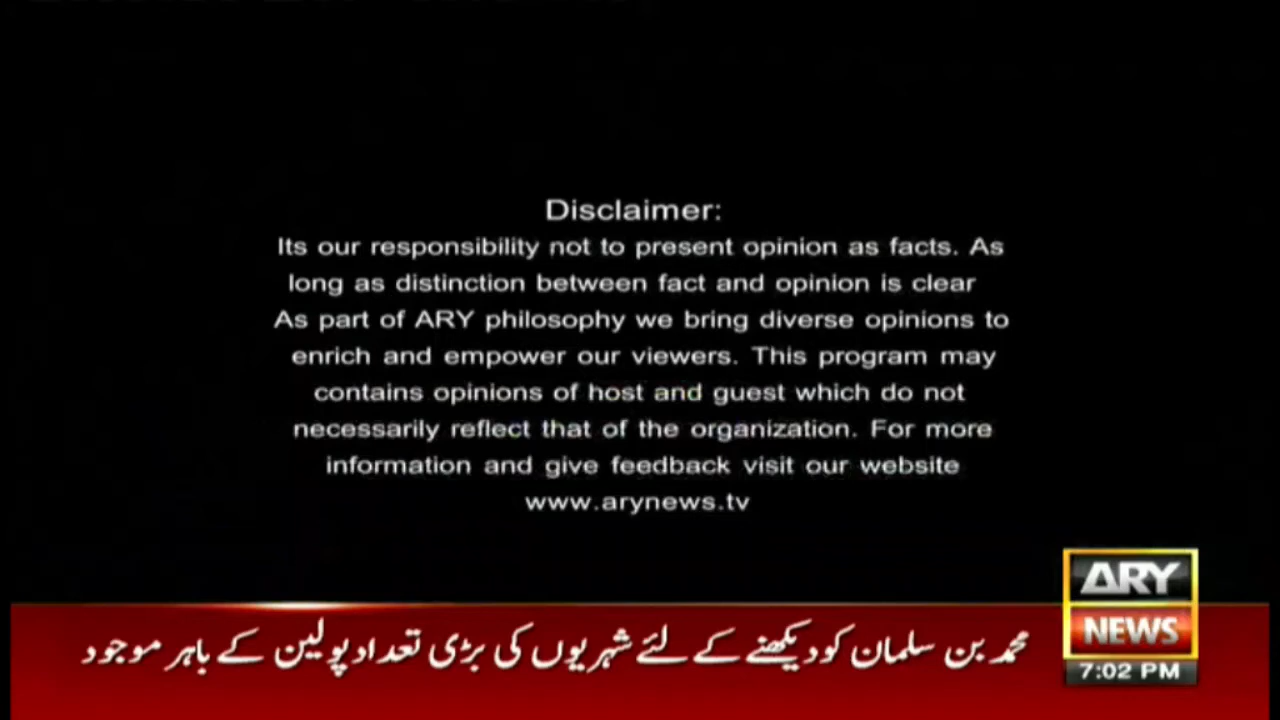 Disclaimer:
Its our responsibility not to present opinion as facts. As
long as distinction between fact and opinion is clear
As part of ARY philosophy we bring diverse opinions to
enrich and empower our viewers. This program may
contains opinions of host and guest which do not
necessarily reflect that of the organization. For more
information and give feedback visit our website
www.arynews.tv
ARY
NEWS
7:02 PM
محمد بن سلمان کو دیکھنے کے لئے شہریوں کی بڑی تعداد پولین کے باہر موجود